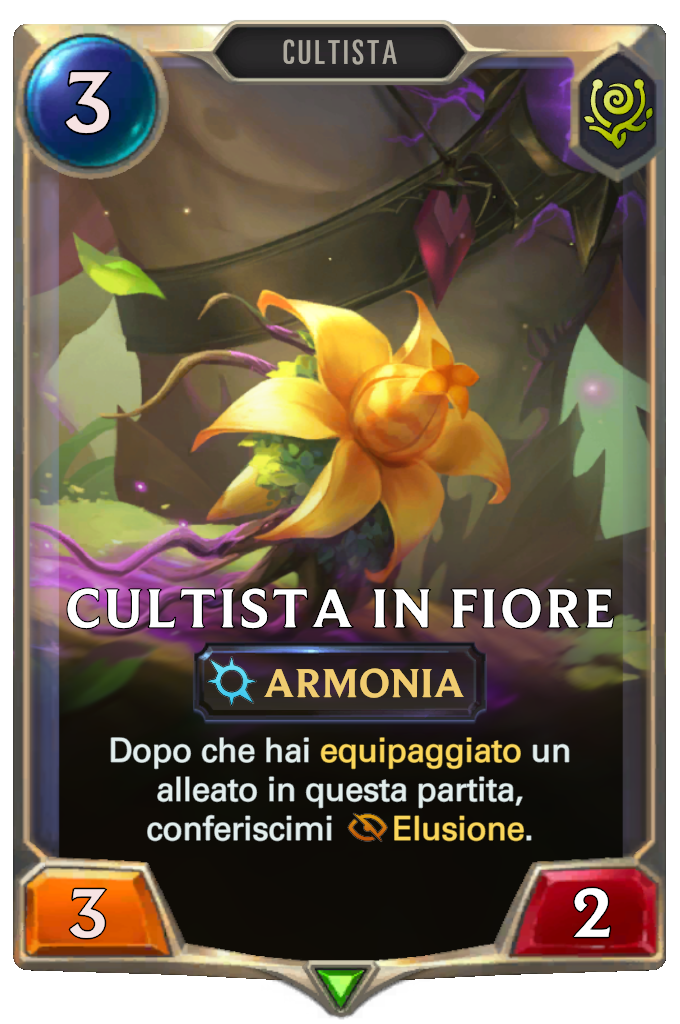 CULTISTA
3
CULTISTA IN FIORE
ARMONIA
Dopo che hai equipaggiato un
alleato in questa partita,
conferiscimi Elusione.
3
2